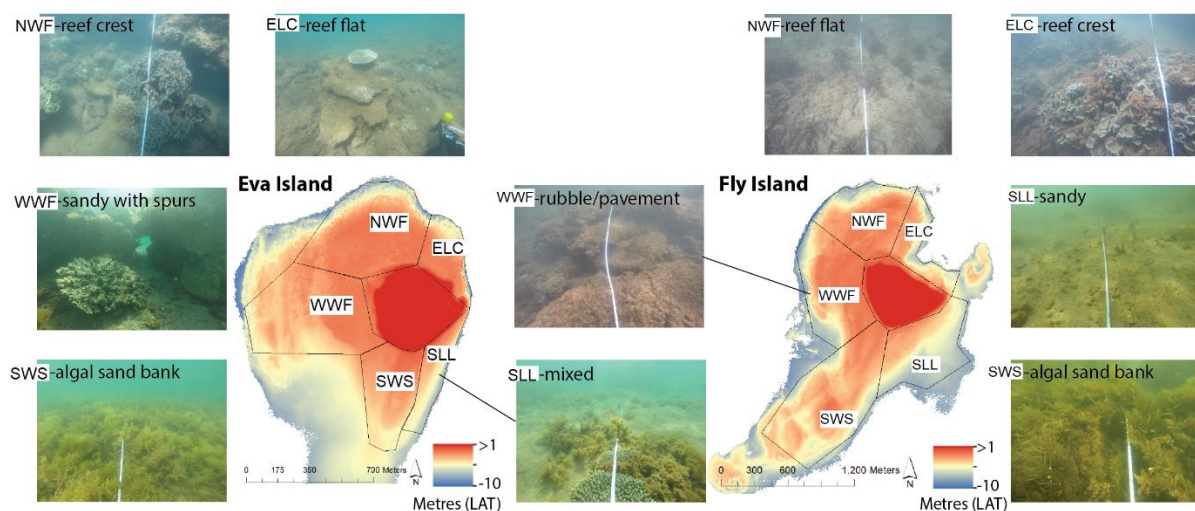 NWF-reef crest
ELC-reef flat
NWF-reef flat
ELC-reef crest
WWF-sandy with spurs
Eva Island
WWF-rubble/pavement
Fly Island
SLL-sandy
NWF
ELC
WWF
SLL
SWS
NWF
ELC
WWF
SLL
SWS
SWS-algal sand bank
SLL-mixed
SWS-algal sand bank
0 175 350 700 Meters
N
>1
-10
Metres (LAT)
0 300 600 1,200 Meters
N
>1
-10
Metres (LAT)